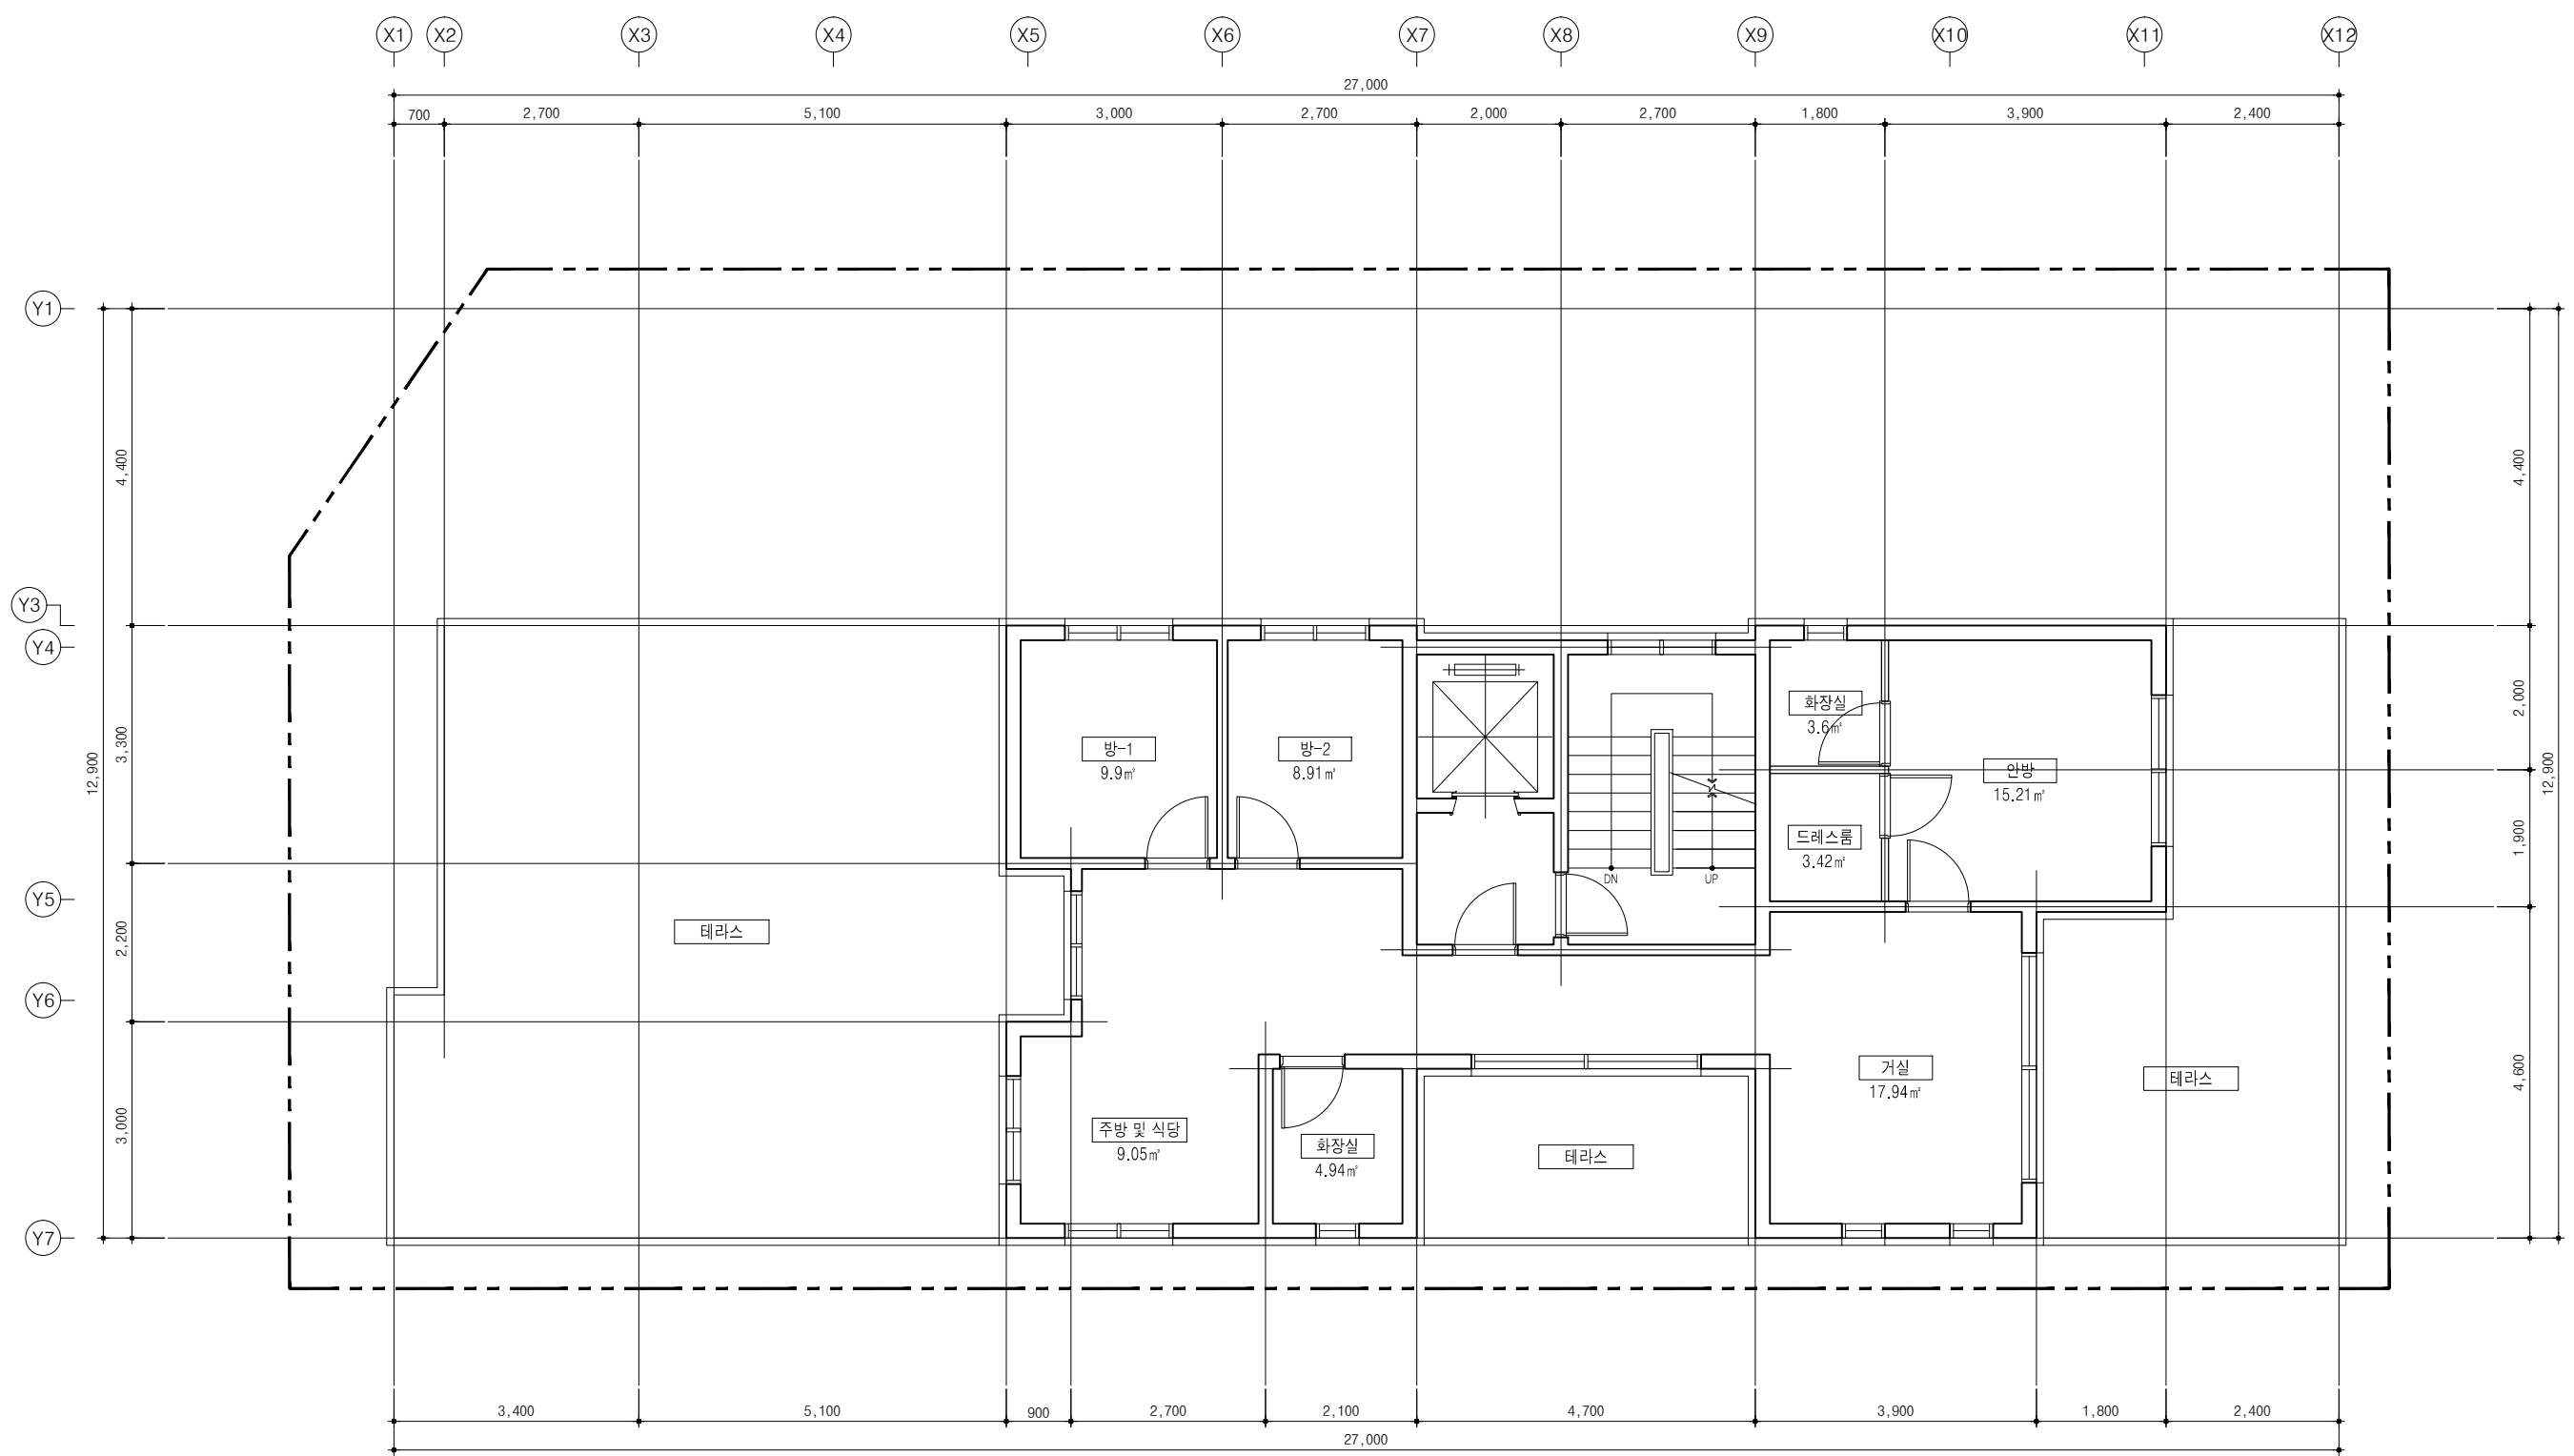 X1 X2 X3 X4 X5 X6 X7 X8 X9 X10 X11 X12
27,000
700 2,700 5,100 3,000 2,700 2,000 2,700 1,800 3,900 2,400
Y1
4,400 4,400
Y3
Y4
화장실
3.6㎡
2,000
3,300
방-1
9.9㎡
방-2
8.91㎡
12,900
안방
15.21㎡
12,900
드레스룸
3.42㎡
1,900
DN UP
Y5
테라스
2,200
Y6
거실
17.94㎡
테라스
4,600
3,000
주방 및 식당
9.05㎡
화장실
4.94㎡
테라스
Y7
3,400 5,100 900 2,700 2,100 4,700 3,900 1,800 2,400
27,000